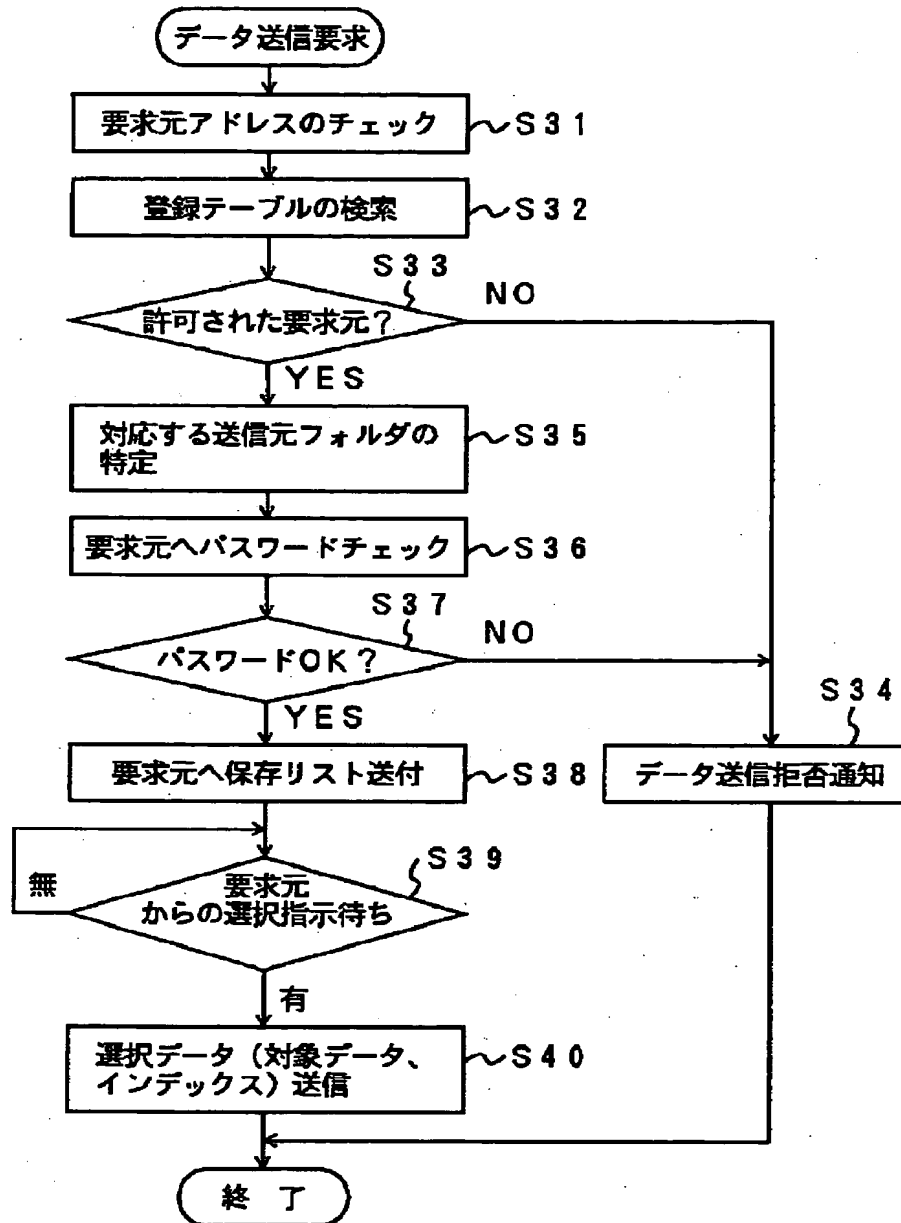 データ送信要求
要求元アドレスのチェック
S31
登録テーブルの検索
S32
S33
許可された要求元?
NO
YES
対応する送信元フォルダの
特定
S35
要求元へパスワードチェック
S36
S37
パスワードOK?
NO
YES
S34
要求元へ保存リスト送付
S38
データ送信拒否通知
S39
無
要求元
からの選択指示待ち
有
選択データ(対象データ、
インデックス)送信
S40
終了